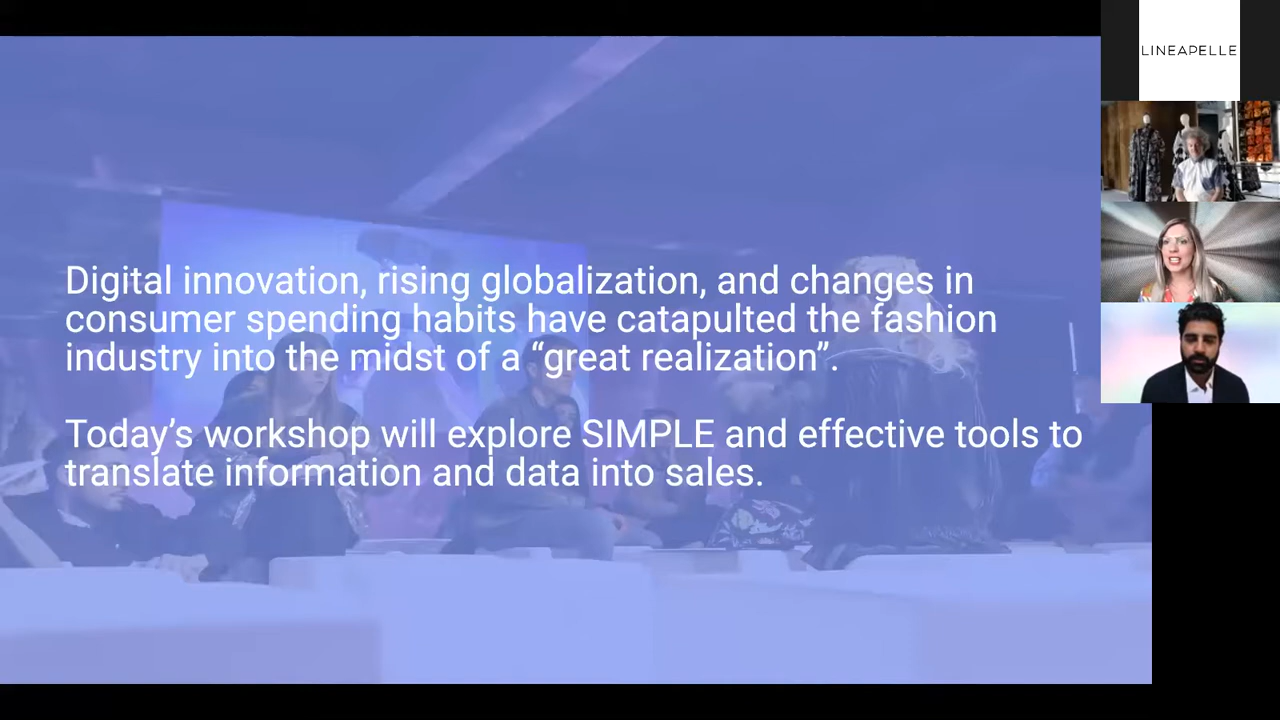 LINEAPELLE
Digital innovation, rising globalization, and changes in
consumer spending habits have catapulted the fashion
industry into the midst of a “great realization”.
Today’s workshop will explore SIMPLE and effective tools to
translate information and data into sales.